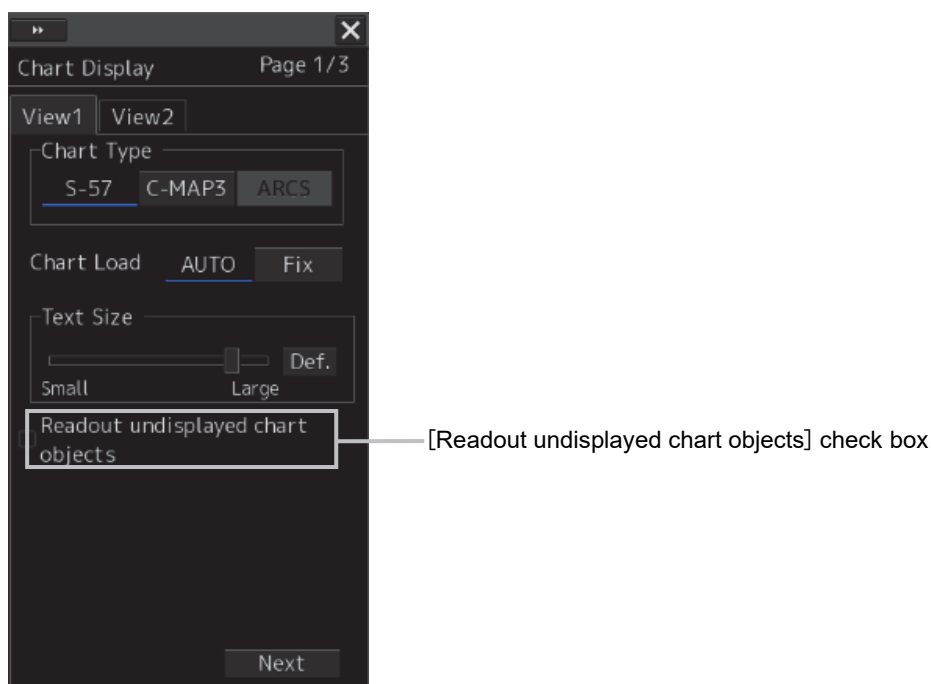 Chart Display Page 1/3
View1 View2
Chart Type
S-57 C-MAP3 ARCS
Chart Load AUTO Fix
Text Size
Def.
Small Large
Readout undisplayed chart
objects
[Readout undisplayed chart objects] check box
Next